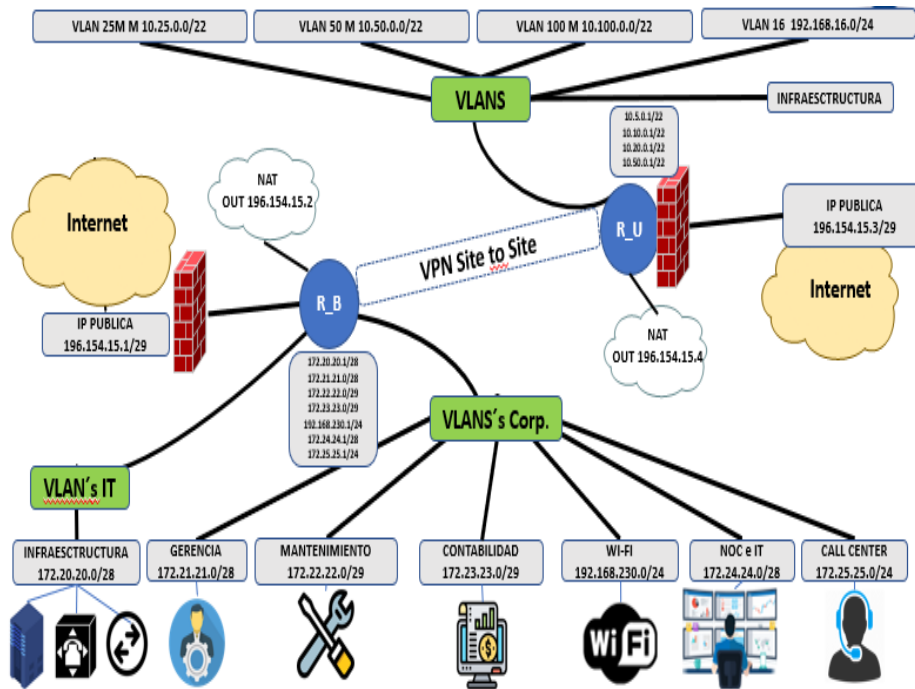 VLAN 25M M 10.25.0.0/22
VLAN 50 M 10.50.0.0/22
VLAN 100 M 10.100.0.0/22
VLAN 16 192.168.16.0/24
VLANS
INFRAESCTRUCTURA
10.5.0.1/22
10.10.0.1/22
10.20.0.1/22
10.50.0.1/22
NAT
OUT 196.154.15.2
Internet
R_U
IP PUBLICA
196.154.15.3/29
VPN Site to Site
Internet
R_B
IP PUBLICA
196.154.15.1/29
NAT
OUT 196.154.15.4
172.20.20.1/28
172.21.21.0/28
172.22.22.0/29
172.23.23.0/29
192.168.230.1/24
172.24.24.1/28
172.25.25.1/24
VLANS´s Corp.
VLAN´s IT
INFRAESCTRUCTURA
172.20.20.0/28
GERENCIA
172.21.21.0/28
MANTENIMIENTO
172.22.22.0/29
CONTABILIDAD
172.23.23.0/29
WI-FI
192.168.230.0/24
NOC e IT
172.24.24.0/28
CALL CENTER
172.25.25.0/24
Wi Fi